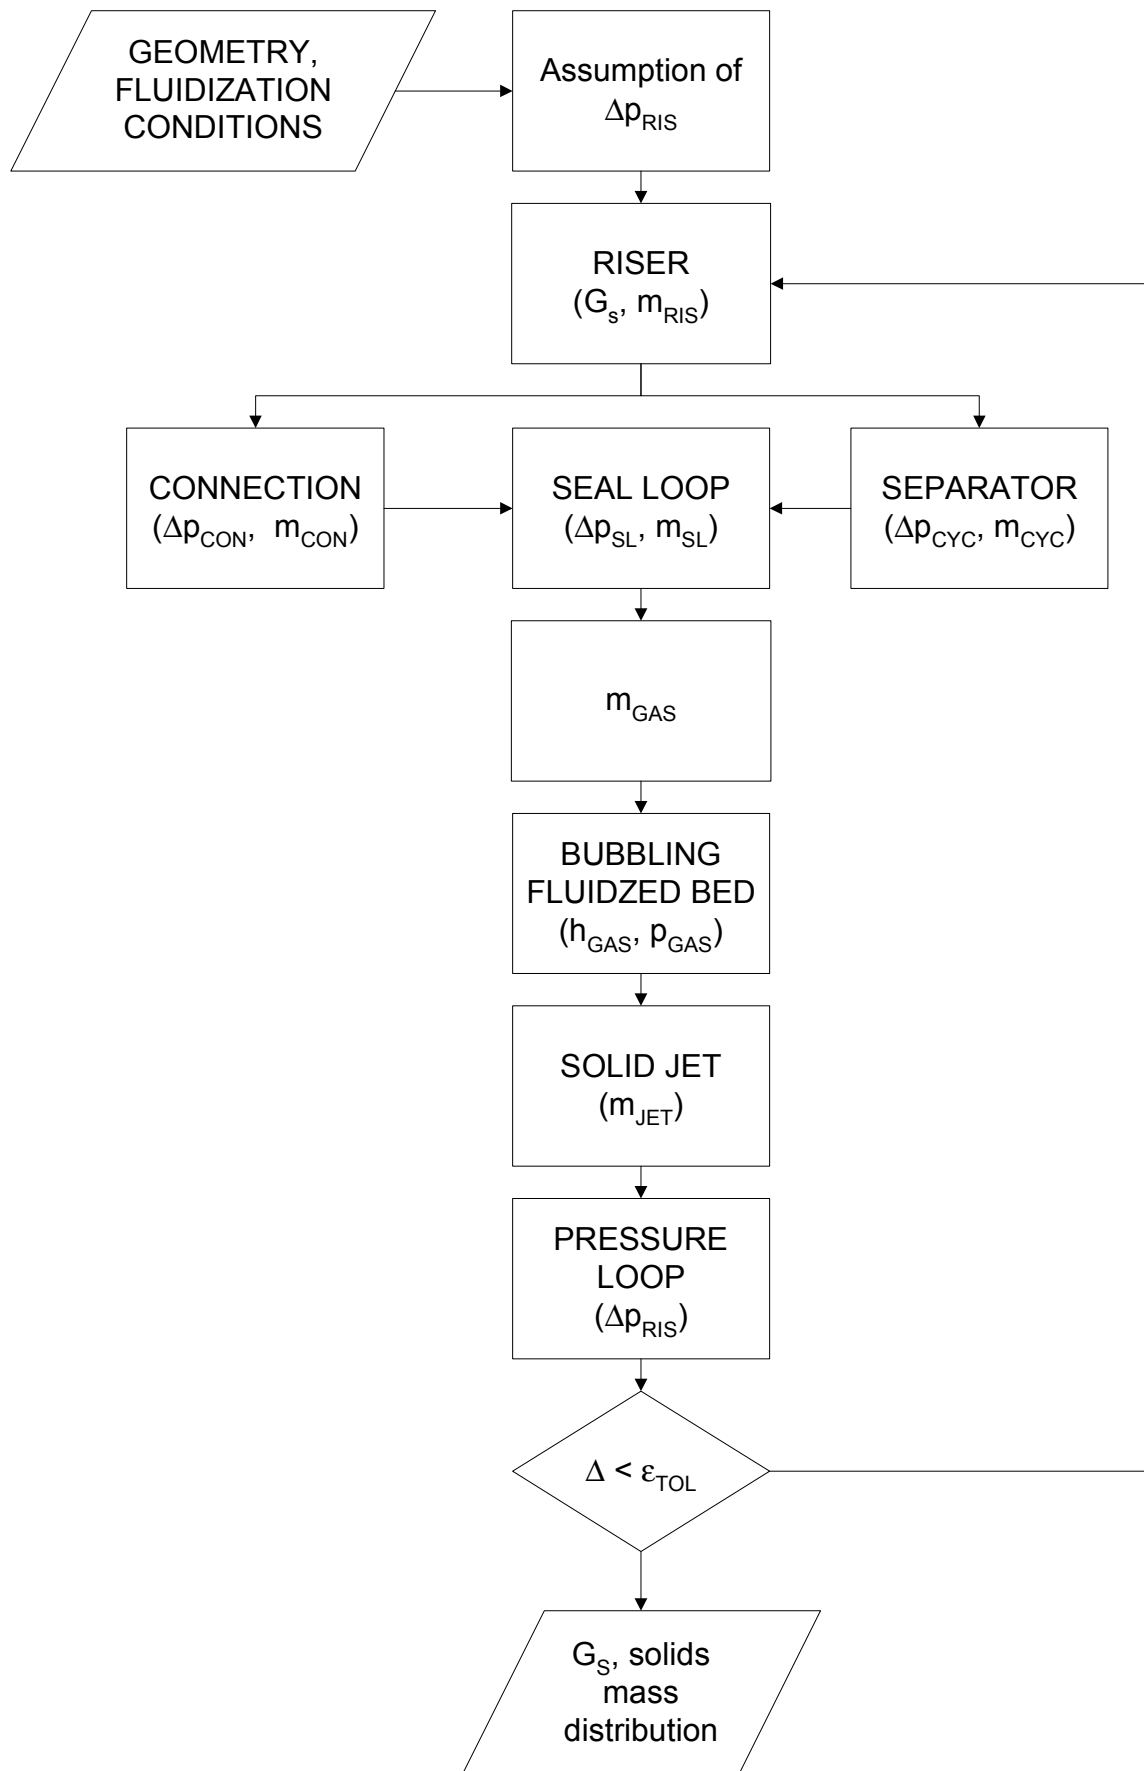 GEOMETRY,
FLUIDIZATION
CONDITIONS
Assumption of
Δp_RIS
RISER
(G_s, m_RIS)
CONNECTION
(Δp_CON, m_CON)
SEAL LOOP
(Δp_SL, m_SL)
SEPARATOR
(Δp_CYC, m_CYC)
m_GAS
BUBBLING
FLUIDZED BED
(h_GAS, p_GAS)
SOLID JET
(m_JET)
PRESSURE
LOOP
(Δp_RIS)
Δ < ε_TOL
G_S, solids
mass
distribution